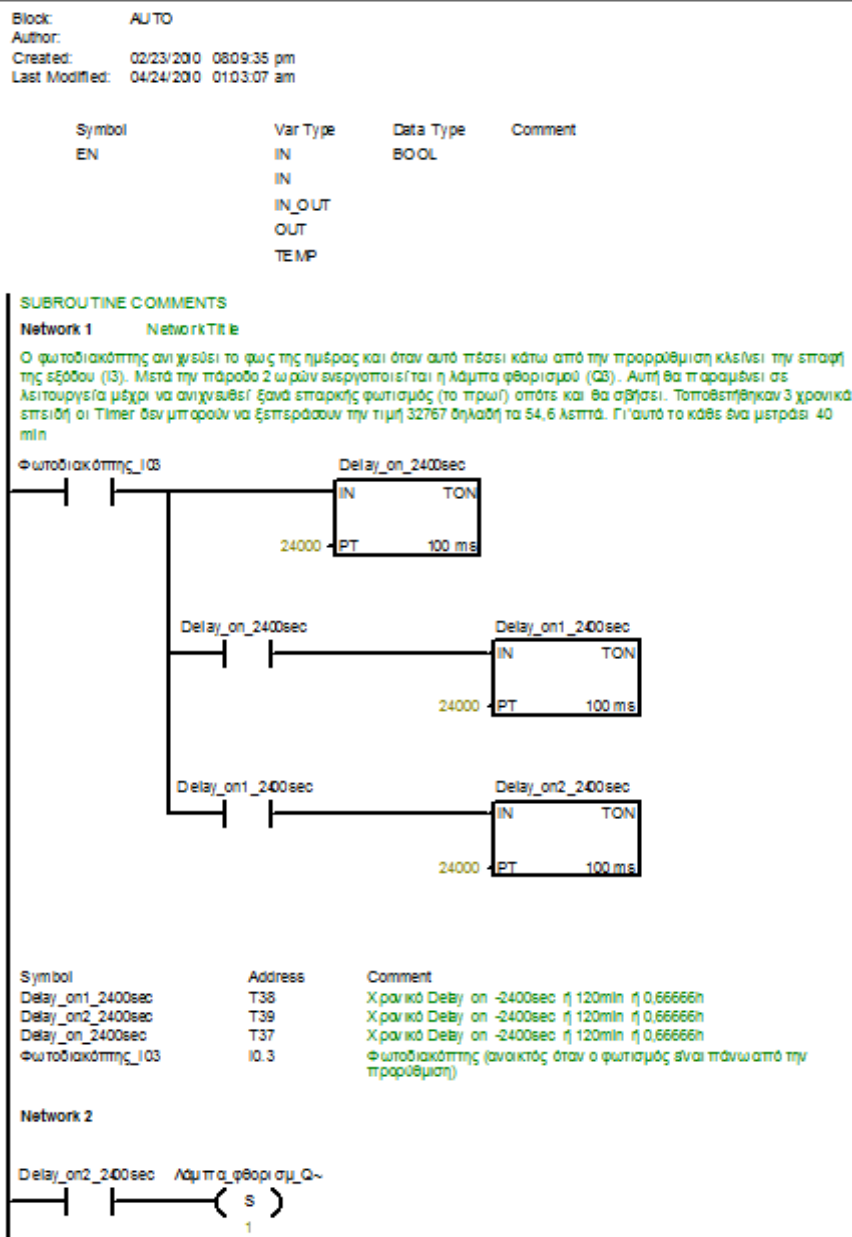 Block: AUTO
Author:
Created: 02/23/2010 08:09:35 pm
Last Modified: 04/24/2010 01:03:07 am
Symbol Var Type Data Type Comment
EN IN BOOL
IN
IN_OUT
OUT
TEMP
SUBROUTINE COMMENTS
Network 1 Network Title
Ο φωτοδιακόπτης ανιχνεύει το φως της ημέρας και όταν αυτό πέσει κάτω από την προρρύθμιση κλείνει την επαφή
της εξόδου (I3). Μετά την πάροδο 2 ωρών ενεργοποιείται η λάμπα φθορισμού (Q3). Αυτή θα παραμένει σε
λειτουργεία μέχρι να ανιχνευθεί ξανά επαρκής φωτισμός (το πρωί) οπότε και θα σβήσει. Τοποθετήθηκαν 3 χρονικά
επειδή οι Timer δεν μπορούν να ξεπεράσουν την τιμή 32767 δηλαδή τα 54,6 λεπτά. Γι'αυτό το κάθε ένα μετράει 40
min
Φωτοδιακόπτης_I03 Delay_on_2400sec
IN TON
24000 PT 100 ms
Delay_on_2400sec Delay_on1_2400sec
IN TON
24000 PT 100 ms
Delay_on1_2400sec Delay_on2_2400sec
IN TON
24000 PT 100 ms
Symbol Address Comment
Delay_on1_2400sec T38 Χρονικό Delay on -2400sec ή 120min ή 0,66666h
Delay_on2_2400sec T39 Χρονικό Delay on -2400sec ή 120min ή 0,66666h
Delay_on_2400sec T37 Χρονικό Delay on -2400sec ή 120min ή 0,66666h
Φωτοδιακόπτης_I03 I0.3 Φωτοδιακόπτης (ανοικτός όταν ο φωτισμός είναι πάνω από την
προρύθμιση)
Network 2
Delay_on2_2400sec Λάμπα_φθορισμ_Q~
S
1